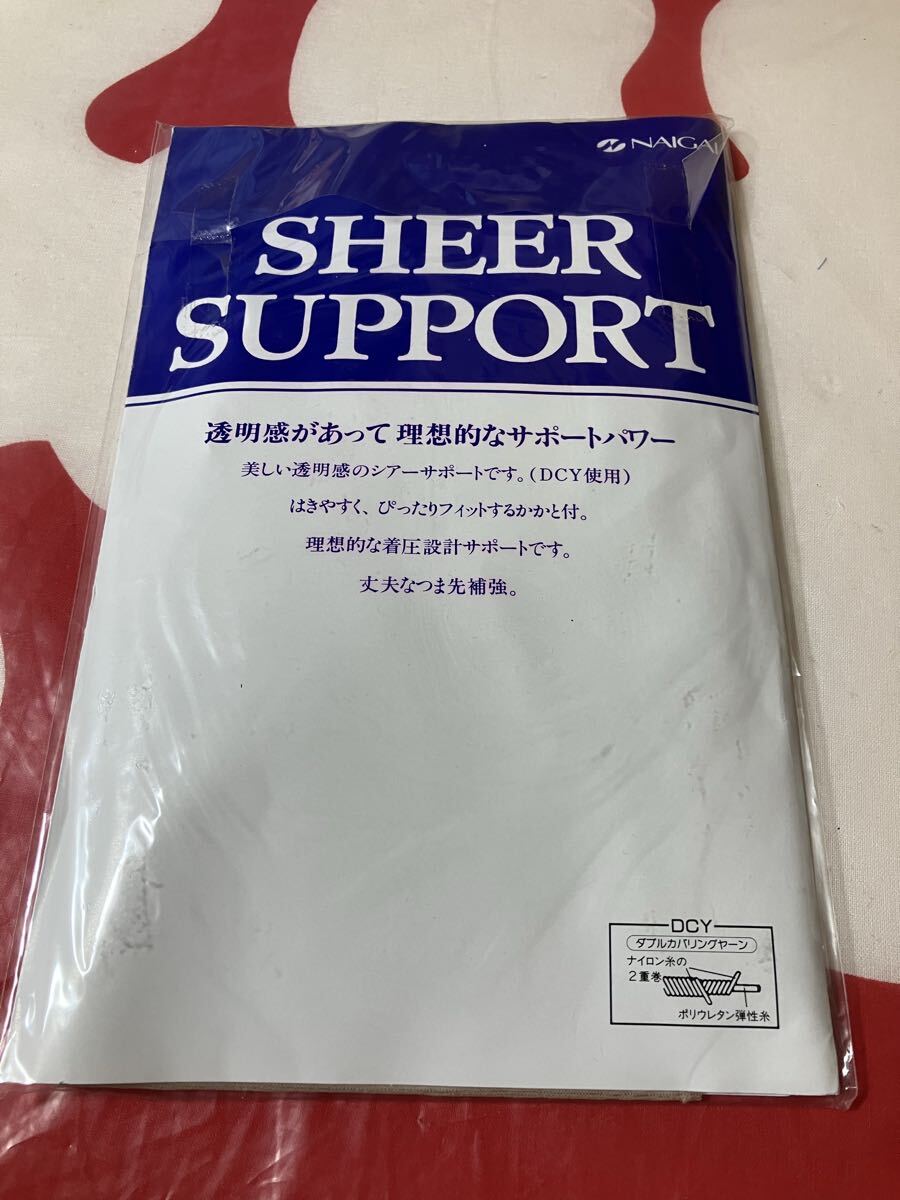 NAIGAI
SHEER
SUPPORT
透明感があって理想的なサポートパワー
美しい透明感のシアーサポートです。(DCY使用)
はきやすく、ぴったりフィットするかかと付。
理想的な着圧設計サポートです。
丈夫なつま先補強。
DCY
ダブルカバリングヤーン
ナイロン糸の
2重巻
ポリウレタン弾性糸